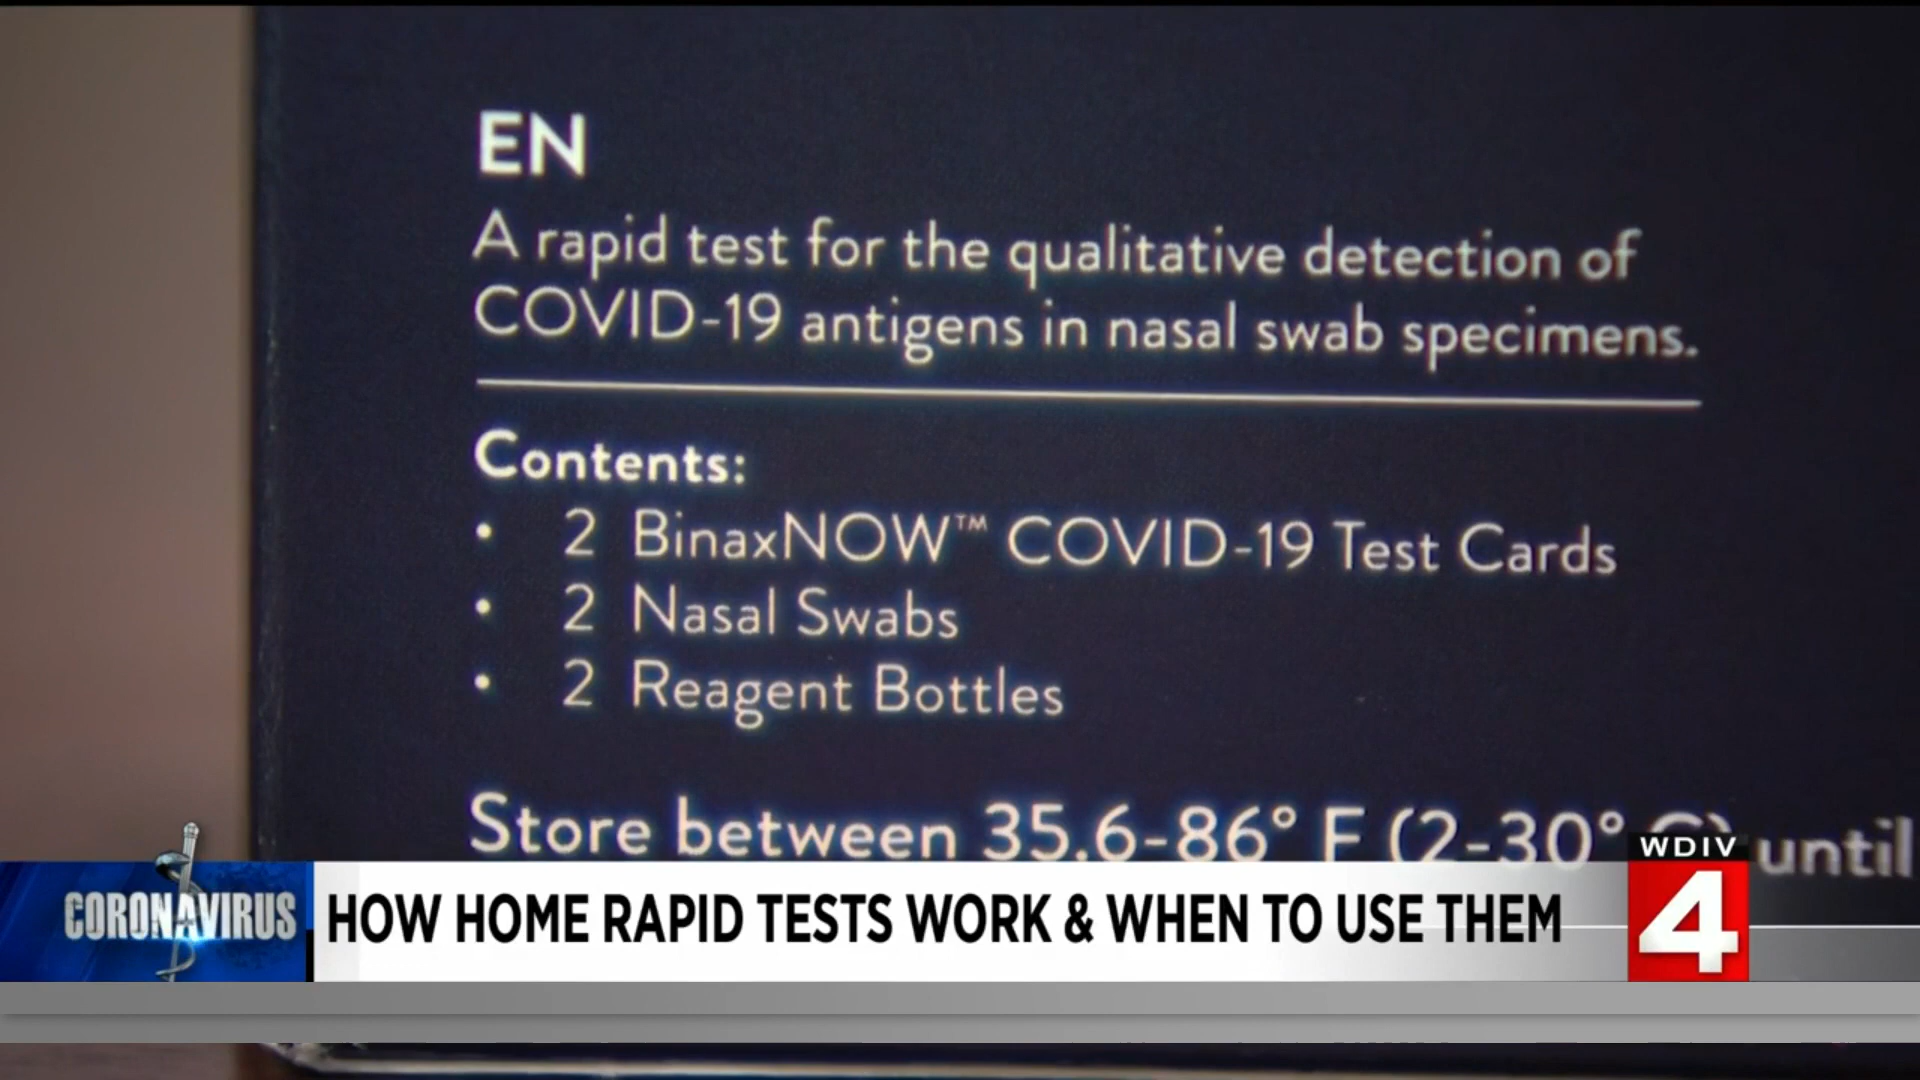 EN
A rapid test for the qualitative detection of
COVID-19 antigens in nasal swab specimens.
Contents:
• 2 BinaxNOW™ COVID-19 Test Cards
• 2 Nasal Swabs
• 2 Reagent Bottles
Store between 35.6-86° F (2-30° C) until
CORONAVIRUS
HOW HOME RAPID TESTS WORK & WHEN TO USE THEM
WDIV
4